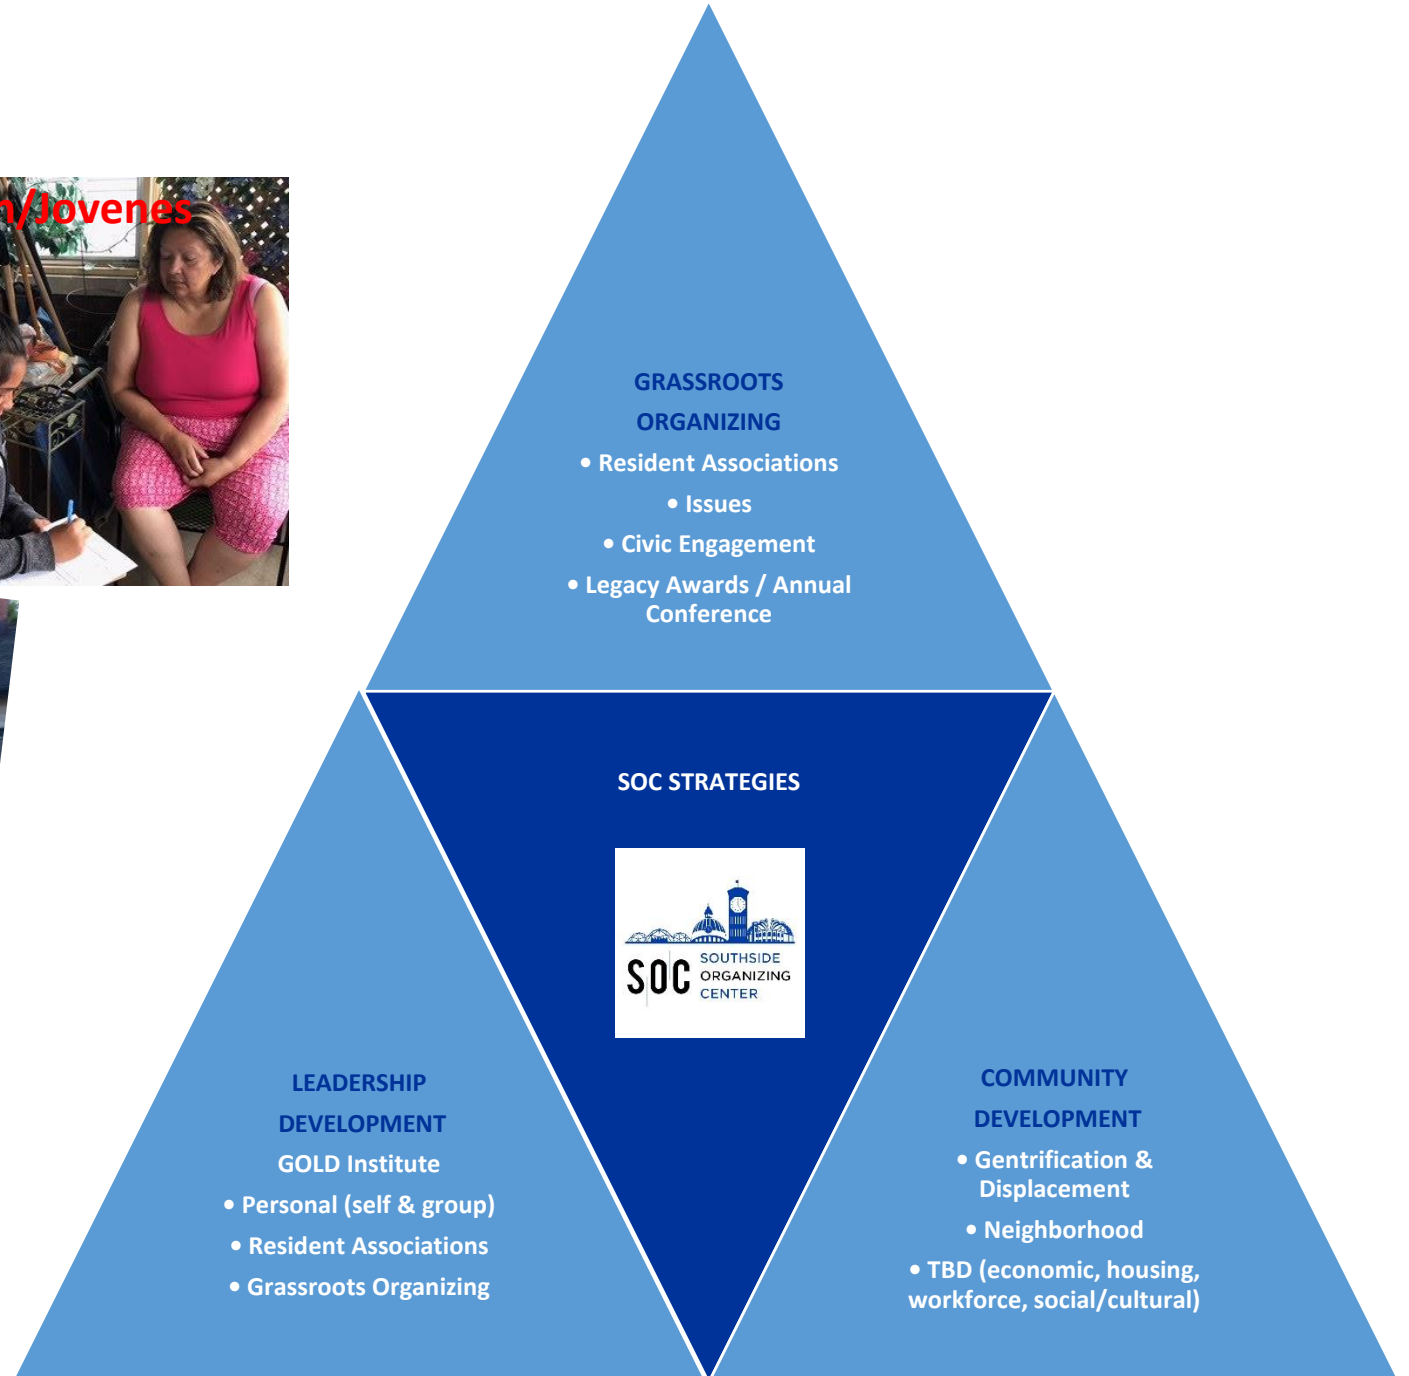 /Jovenes
GRASSROOTS
ORGANIZING
• Resident Associations
• Issues
• Civic Engagement
• Legacy Awards / Annual
Conference
SOC STRATEGIES
SOC
SOUTHSIDE
ORGANIZING
CENTER
LEADERSHIP
DEVELOPMENT
GOLD Institute
• Personal (self & group)
• Resident Associations
• Grassroots Organizing
COMMUNITY
DEVELOPMENT
• Gentrification &
Displacement
• Neighborhood
• TBD (economic, housing,
workforce, social/cultural)